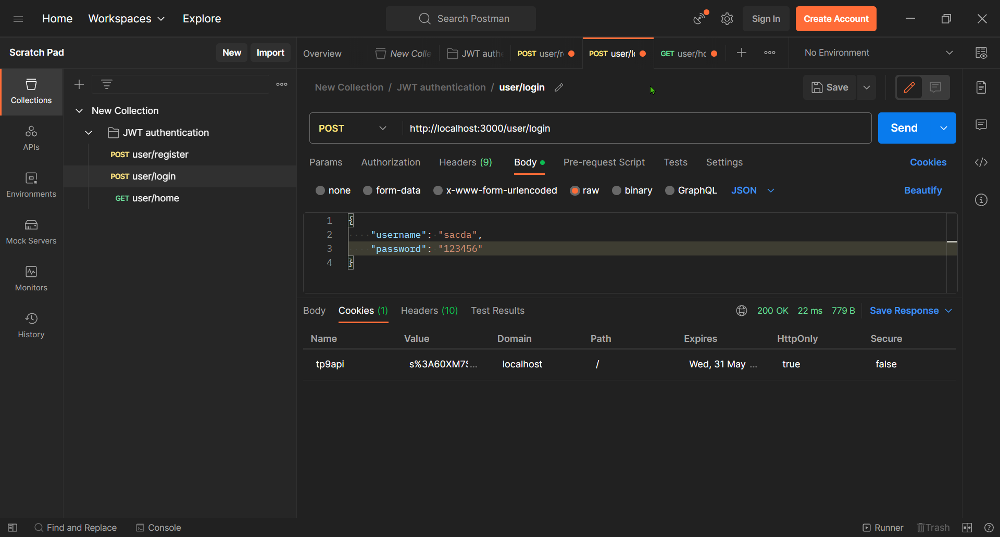 Home Workspaces Explore Search Postman Sign In Create Account
Scratch Pad New Import
Overview New Colle JWT auth POST user/r POST user/l GET user/hc No Environment
New Collection / JWT authentication / user/login Save
Collections
APIs
Environments
Mock Servers
Monitors
History
New Collection
JWT authentication
POST user/register
POST user/login
GET user/home
POST http://localhost:3000/user/login Send
Params Authorization Headers (9) Body Pre-request Script Tests Settings Cookies
none form-data x-www-form-urlencoded raw binary GraphQL JSON Beautify
1 {
2 "username": "sacda",
3 "password": "123456"
4 }
Body Cookies (1) Headers (10) Test Results 200 OK 22 ms 779 B Save Response
Name Value Domain Path Expires HttpOnly Secure
tp9api s%3A60XM7S... localhost / Wed, 31 May ... true false
Find and Replace Console Runner Trash